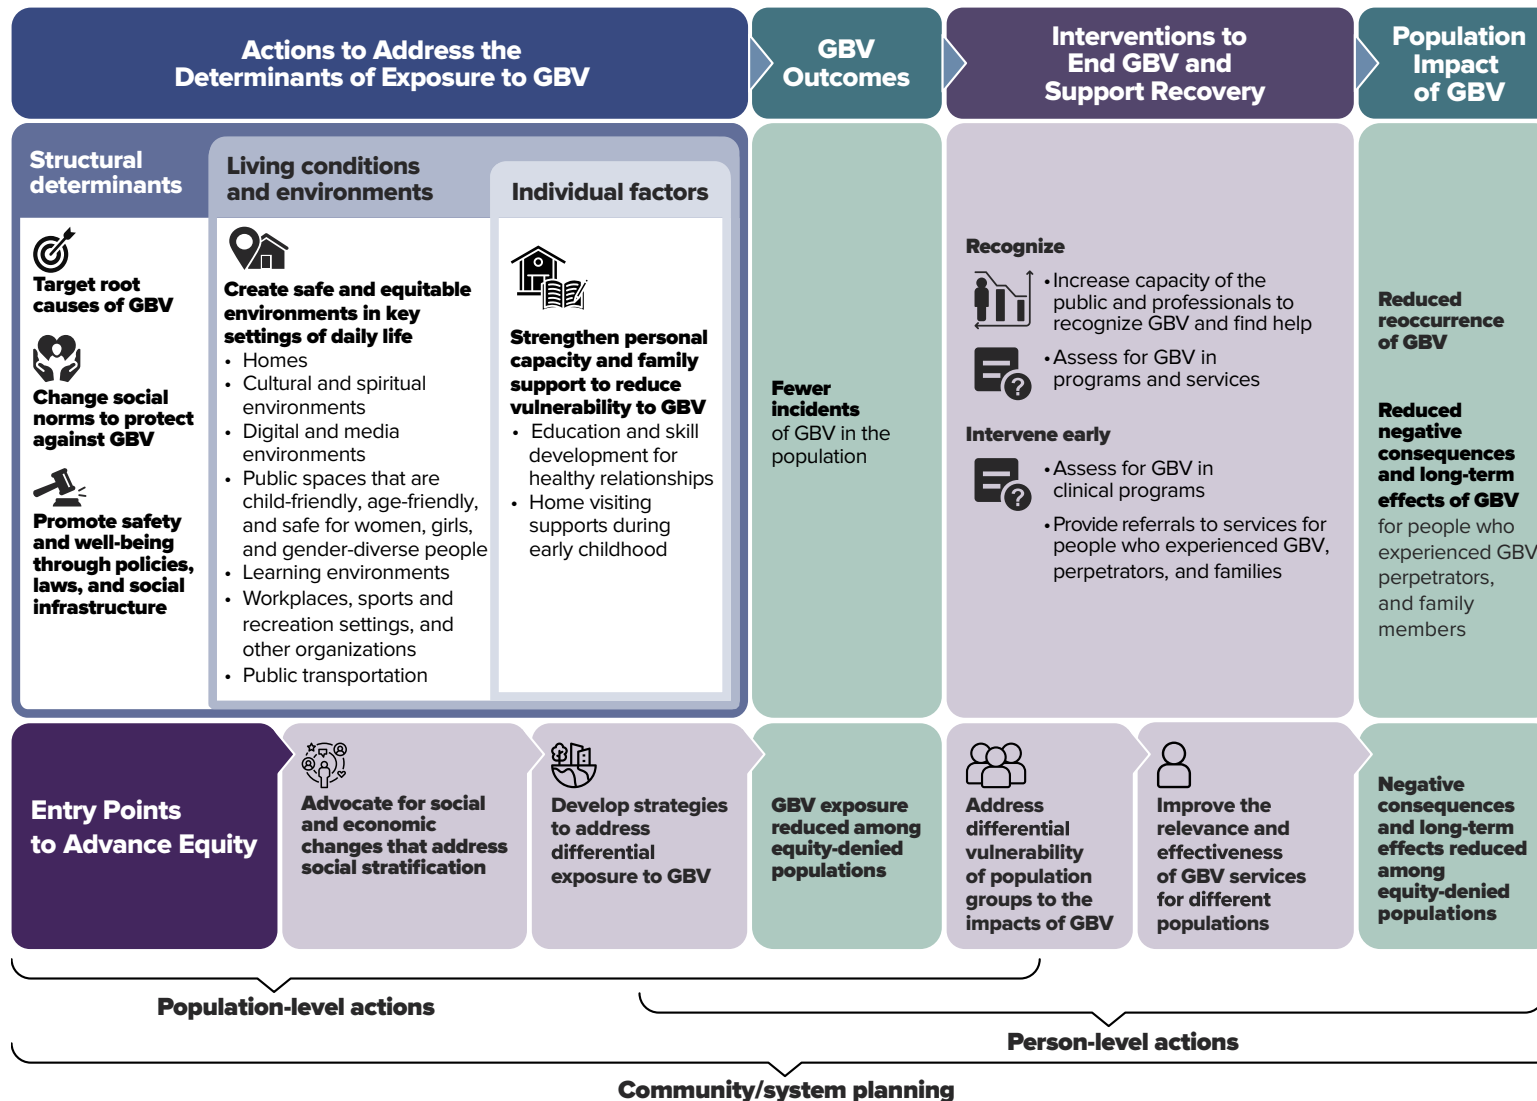 Actions to Address the
Determinants of Exposure to GBV
GBV
Outcomes
Interventions to
End GBV and
Support Recovery
Population
Impact
of GBV
Structural
determinants
Target root
causes of GBV
Change social
norms to protect
against GBV
Promote safety
and well-being
through policies,
laws, and social
infrastructure
Living conditions
and environments
Create safe and equitable
environments in key
settings of daily life
• Homes
• Cultural and spiritual
environments
• Digital and media
environments
• Public spaces that are
child-friendly, age-friendly,
and safe for women, girls,
and gender-diverse people
• Learning environments
• Workplaces, sports and
recreation settings, and
other organizations
• Public transportation
Individual factors
Strengthen personal
capacity and family
support to reduce
vulnerability to GBV
• Education and skill
development for
healthy relationships
• Home visiting
supports during
early childhood
Fewer
incidents
of GBV in the
population
Recognize
• Increase capacity of the
public and professionals to
recognize GBV and find help
• Assess for GBV in
programs and services
?
Intervene early
• Assess for GBV in
clinical programs
?
• Provide referrals to services for
people who experienced GBV,
perpetrators, and families
Reduced
reoccurrence
of GBV
Reduced
negative
consequences
and long-term
effects of GBV
for people who
experienced GBV,
perpetrators,
and family
members
Entry Points
to Advance Equity
Advocate for social
and economic
changes that address
social stratification
Develop strategies
to address
differential
exposure to GBV
GBV exposure
reduced among
equity-denied
populations
Address
differential
vulnerability
of population
groups to the
impacts of GBV
Improve the
relevance and
effectiveness
of GBV services
for different
populations
Negative
consequences
and long-term
effects reduced
among
equity-denied
populations
Population-level actions
Person-level actions
Community/system planning